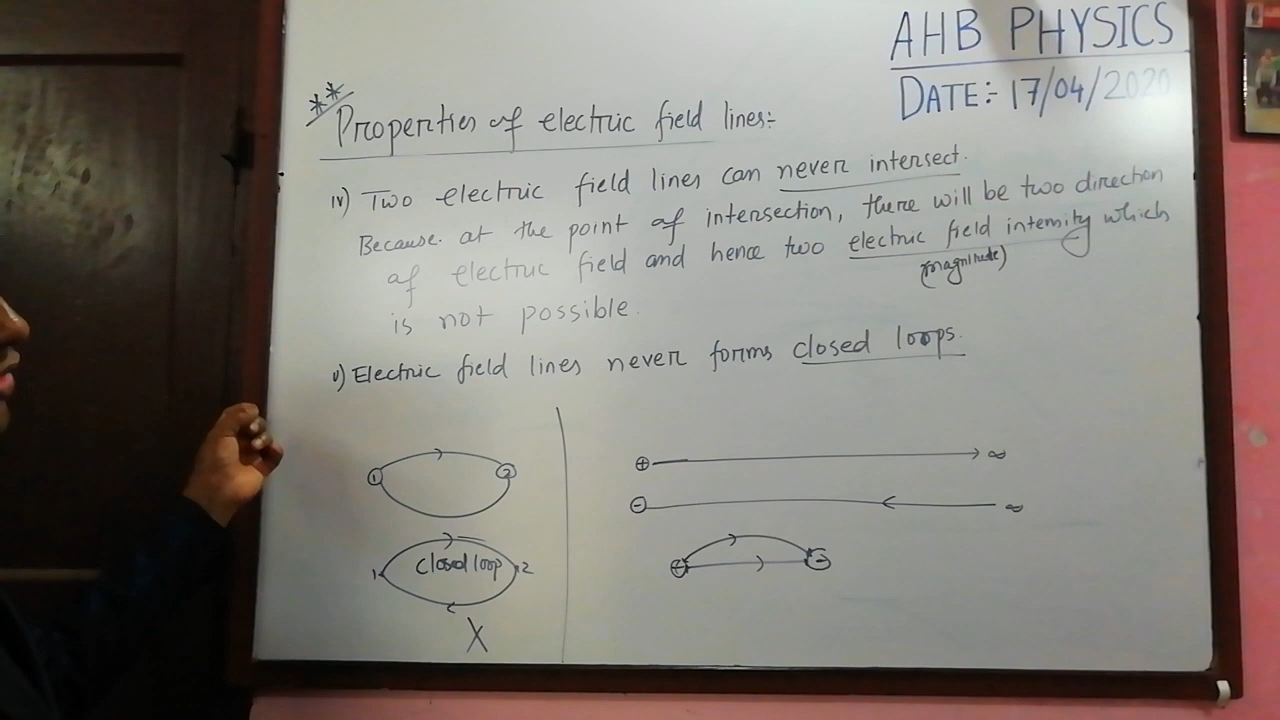 AHB PHYSICS
DATE:- 17/04/2020
** Properties of electric field lines:-
iv) Two electric field lines can never intersect.
Because at the point of intersection, there will be two direction
of electric field and hence two electric field intensity which
(magnitude)
is not possible.
v) Electric field lines never forms closed loops.
1 2
+ ∞
- ∞
closed loop
1 2
+ -
X